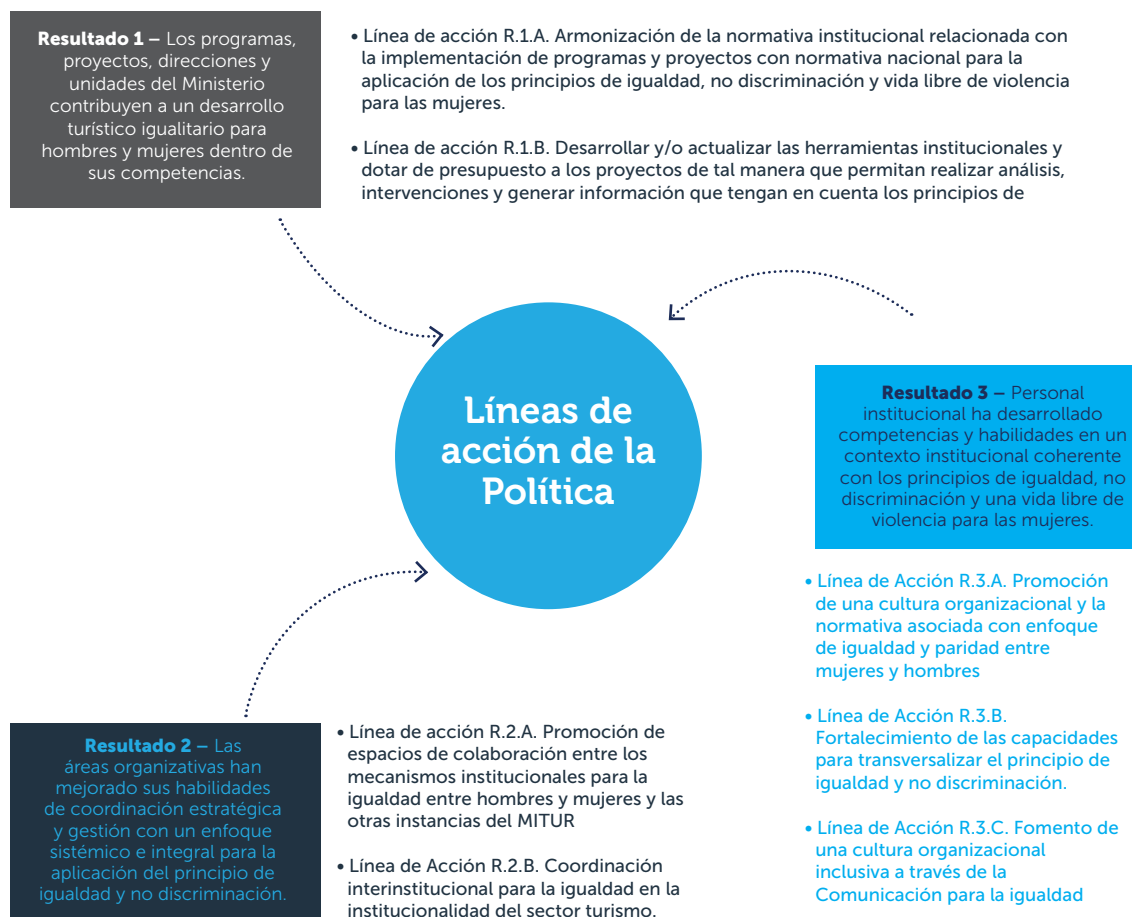 Resultado 1 – Los programas,
proyectos, direcciones y
unidades del Ministerio
contribuyen a un desarrollo
turístico igualitario para
hombres y mujeres dentro de
sus competencias.
• Línea de acción R.1.A. Armonización de la normativa institucional relacionada con
la implementación de programas y proyectos con normativa nacional para la
aplicación de los principios de igualdad, no discriminación y vida libre de violencia
para las mujeres.
• Línea de acción R.1.B. Desarrollar y/o actualizar las herramientas institucionales y
dotar de presupuesto a los proyectos de tal manera que permitan realizar análisis,
intervenciones y generar información que tengan en cuenta los principios de
Líneas de
acción de la
Política
Resultado 3 – Personal
institucional ha desarrollado
competencias y habilidades en un
contexto institucional coherente
con los principios de igualdad, no
discriminación y una vida libre de
violencia para las mujeres.
• Línea de Acción R.3.A. Promoción
de una cultura organizacional y la
normativa asociada con enfoque
de igualdad y paridad entre
mujeres y hombres
• Línea de Acción R.3.B.
Fortalecimiento de las capacidades
para transversalizar el principio de
igualdad y no discriminación.
• Línea de Acción R.3.C. Fomento de
una cultura organizacional
inclusiva a través de la
Comunicación para la igualdad
Resultado 2 – Las
áreas organizativas han
mejorado sus habilidades
de coordinación estratégica
y gestión con un enfoque
sistémico e integral para la
aplicación del principio de
igualdad y no discriminación.
• Línea de acción R.2.A. Promoción de
espacios de colaboración entre los
mecanismos institucionales para la
igualdad entre hombres y mujeres y las
otras instancias del MITUR
• Línea de Acción R.2.B. Coordinación
interinstitucional para la igualdad en la
institucionalidad del sector turismo.